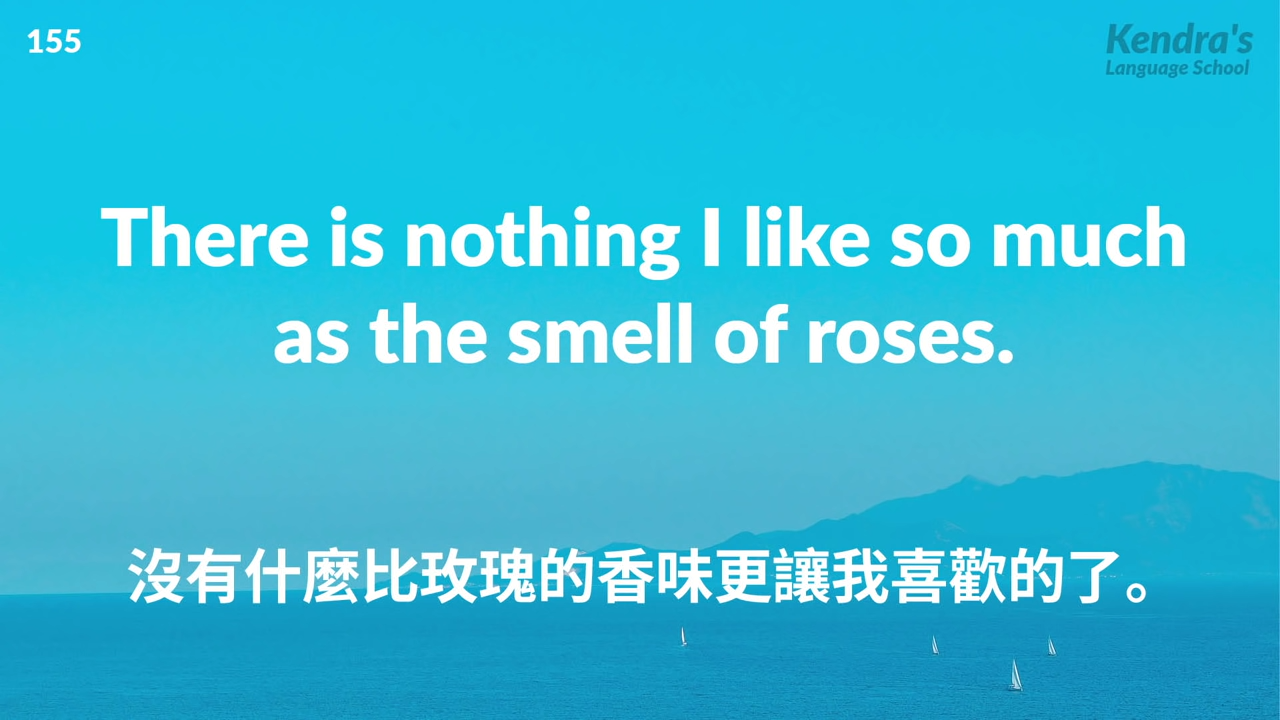 155
Kendra's
Language School
There is nothing I like so much
as the smell of roses.
沒有什麼比玫瑰的香味更讓我喜歡的了。